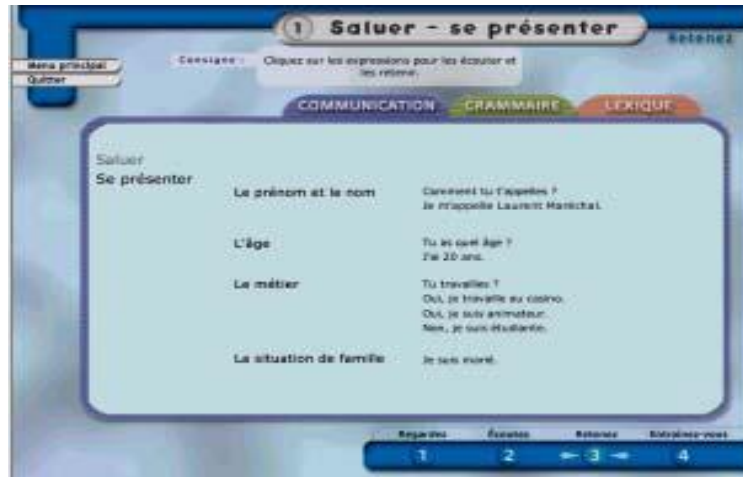 1 Saluer - se présenter
Retenez
Menu principal
Quitter
Consigne : Cliquez sur les expressions pour les écouter et
les retenir.
COMMUNICATION GRAMMAIRE LEXIQUE
Saluer
Se présenter
Le prénom et le nom
Comment tu t'appelles ?
Je m'appelle Laurent Maréchal.
L'âge
Tu as quel âge ?
J'ai 20 ans.
Le métier
Tu travailles ?
Oui, je travaille au casino.
Oui, je suis animateur.
Non, je suis étudiante.
La situation de famille
Je suis marié.
Regardez Écoutez Retenez Entraînez-vous
1 2 3 4